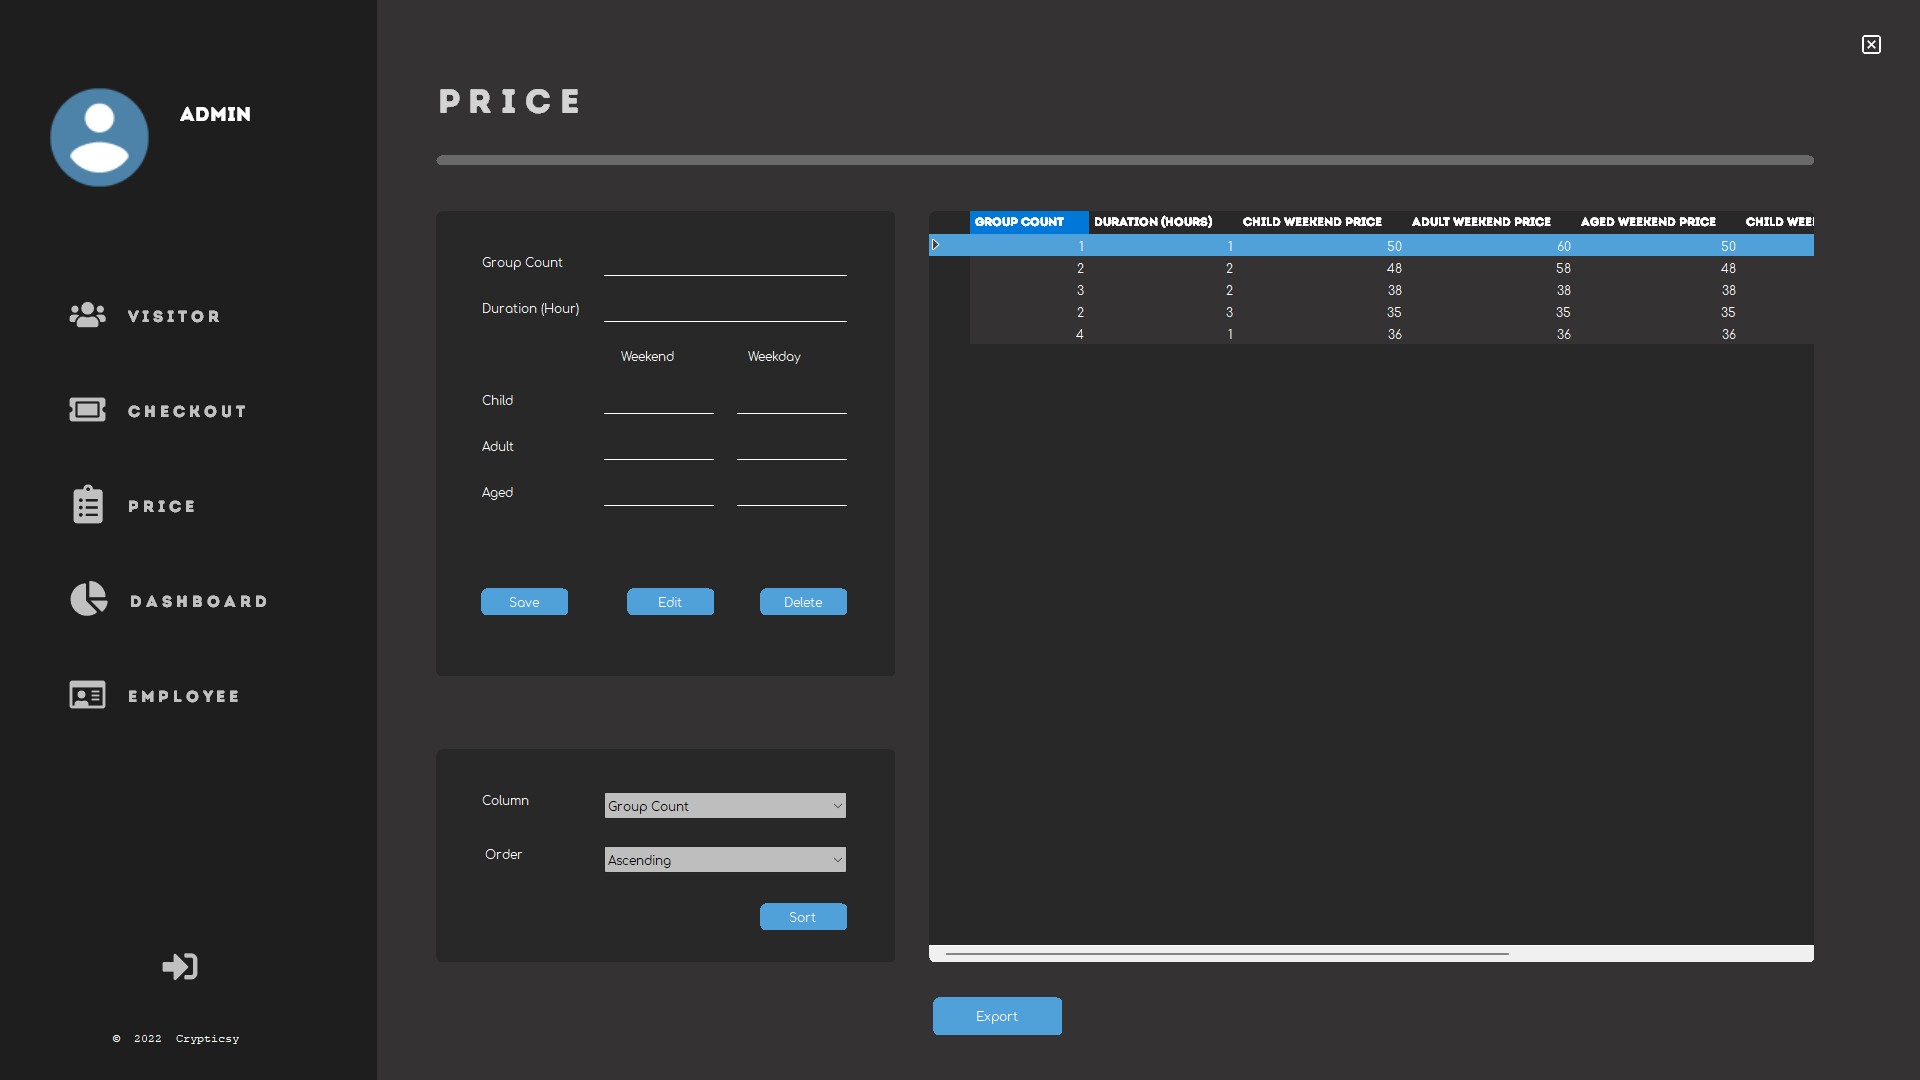 ADMIN
VISITOR
CHECKOUT
PRICE
DASHBOARD
EMPLOYEE
© 2022 Crypticsy
PRICE
Group Count
Duration (Hour)
Weekend Weekday
Child
Adult
Aged
Save Edit Delete
Column Group Count
Order Ascending
Sort
GROUP COUNT DURATION (HOURS) CHILD WEEKEND PRICE ADULT WEEKEND PRICE AGED WEEKEND PRICE CHILD WEE
1 1 50 60 50
2 2 48 58 48
3 2 38 38 38
2 3 35 35 35
4 1 36 36 36
Export